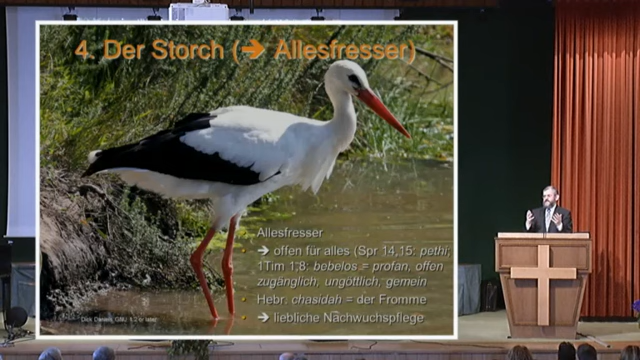 4. Der Storch (➔ Allesfresser)
Allesfresser
➔ offen für alles (Spr 14,15: pethi;
1Tim 1,8: bebelos = profan, offen
zugänglich, ungöttlich, gemein
Hebr. chasidah = der Fromme
➔ liebliche Nachwuchspflege